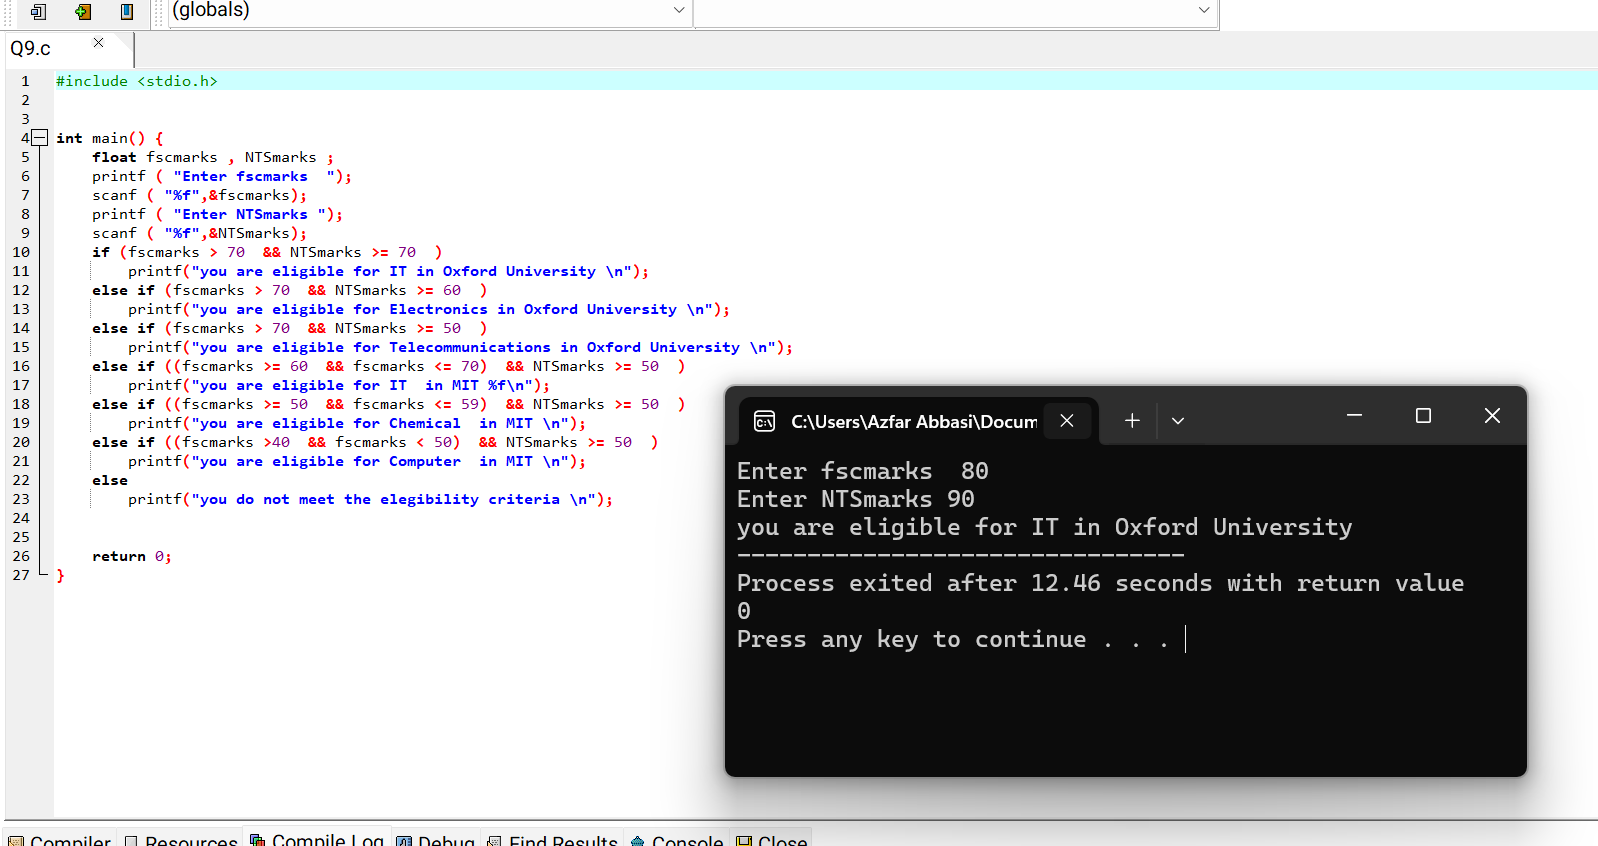 (globals)
Q9.c
1 #include <stdio.h>
2
3
4 int main() {
5 float fscmarks , NTSmarks ;
6 printf ( "Enter fscmarks  ");
7 scanf ( "%f",&fscmarks);
8 printf ( "Enter NTSmarks ");
9 scanf ( "%f",&NTSmarks);
10 if (fscmarks > 70  && NTSmarks >= 70  )
11 printf("you are eligible for IT in Oxford University \n");
12 else if (fscmarks > 70  && NTSmarks >= 60  )
13 printf("you are eligible for Electronics in Oxford University \n");
14 else if (fscmarks > 70  && NTSmarks >= 50  )
15 printf("you are eligible for Telecommunications in Oxford University \n");
16 else if ((fscmarks >= 60  && fscmarks <= 70)  && NTSmarks >= 50  )
17 printf("you are eligible for IT  in MIT %f\n");
18 else if ((fscmarks >= 50  && fscmarks <= 59)  && NTSmarks >= 50  )
19 printf("you are eligible for Chemical  in MIT \n");
20 else if ((fscmarks >40  && fscmarks < 50)  && NTSmarks >= 50  )
21 printf("you are eligible for Computer  in MIT \n");
22 else
23 printf("you do not meet the elegibility criteria \n");
24
25
26 return 0;
27 }
C:\Users\Azfar Abbasi\Docum
Enter fscmarks  80
Enter NTSmarks 90
you are eligible for IT in Oxford University
--------------------------------
Process exited after 12.46 seconds with return value
0
Press any key to continue . . .
Compiler Resources Compile Log Debug Find Results Console Close